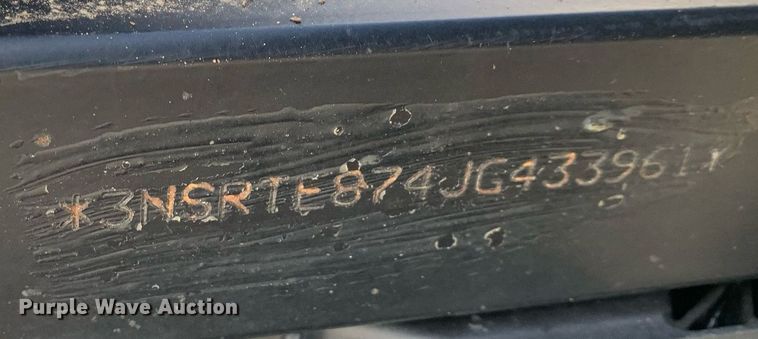 *3NSRTE874JG433961*
Purple Wave Auction